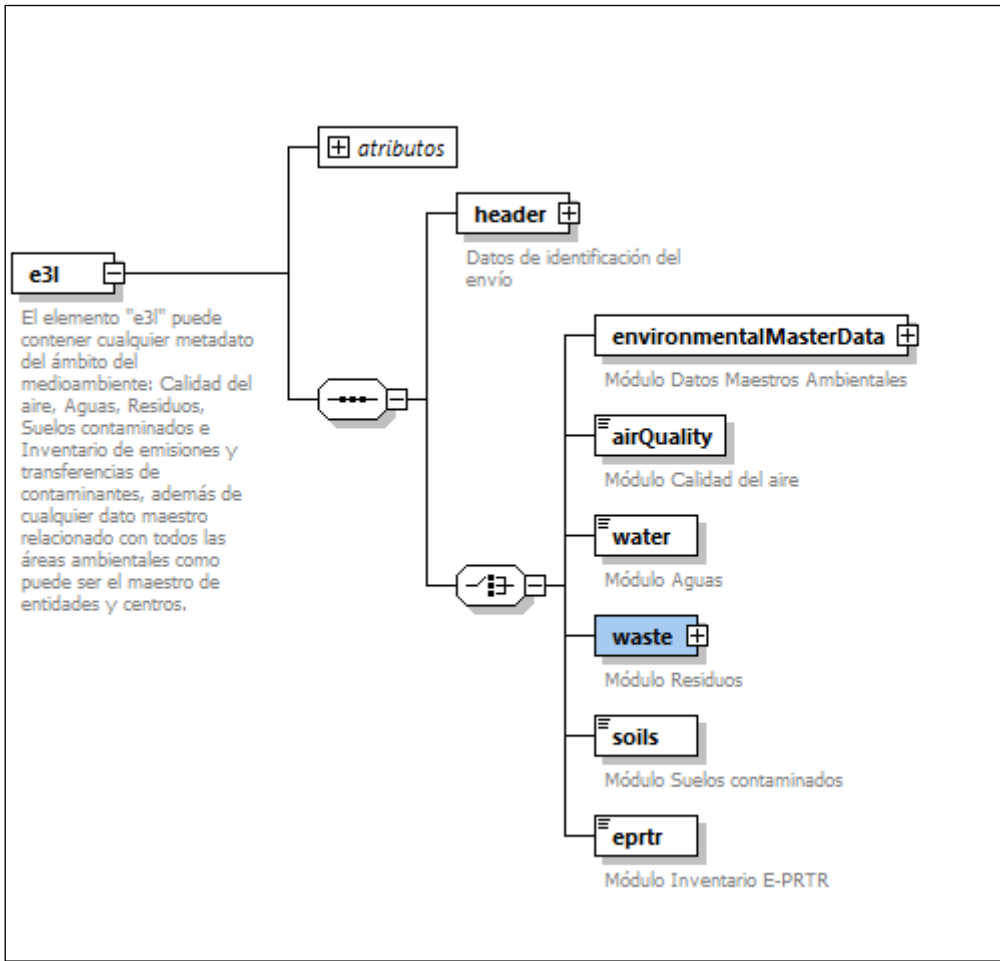 atributos
header
Datos de identificación del
envío
e3l
El elemento "e3l" puede
contener cualquier metadato
del ámbito del
medioambiente: Calidad del
aire, Aguas, Residuos,
Suelos contaminados e
Inventario de emisiones y
transferencias de
contaminantes, además de
cualquier dato maestro
relacionado con todos las
áreas ambientales como
puede ser el maestro de
entidades y centros.
environmentalMasterData
Módulo Datos Maestros Ambientales
airQuality
Módulo Calidad del aire
water
Módulo Aguas
waste
Módulo Residuos
soils
Módulo Suelos contaminados
eprtr
Módulo Inventario E-PRTR